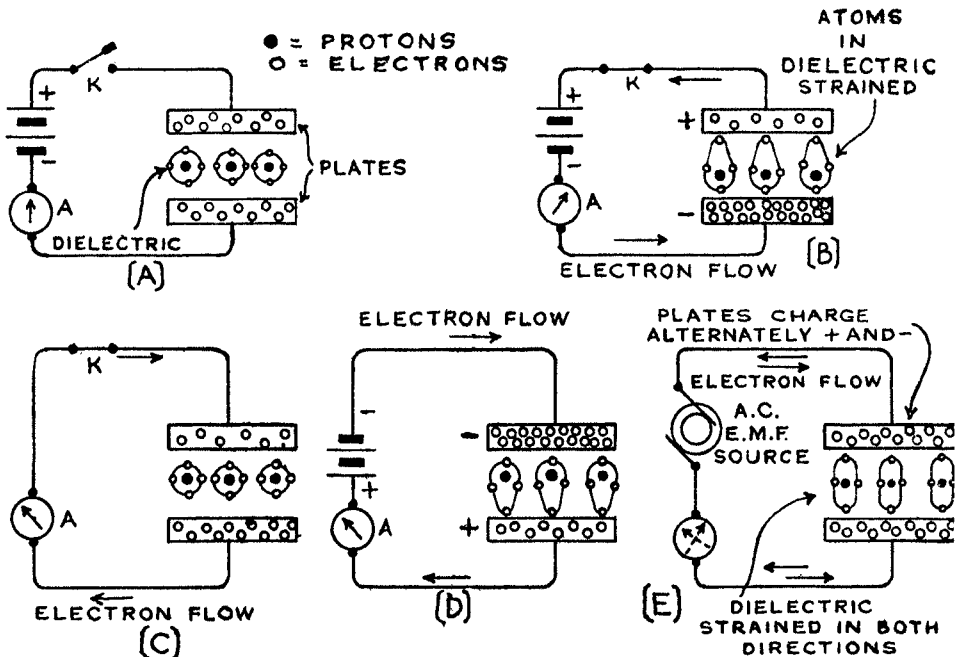 ● = PROTONS
○ = ELECTRONS
K
+
-
A
PLATES
DIELECTRIC
[A]
ATOMS
IN
DIELECTRIC
STRAINED
K
+
-
A
+
-
ELECTRON FLOW
[B]
K
A
ELECTRON FLOW
[C]
ELECTRON FLOW
-
+
A
-
+
[D]
PLATES CHARGE
ALTERNATELY + AND -
ELECTRON FLOW
A.C.
E.M.F.
SOURCE
[E]
DIELECTRIC
STRAINED IN BOTH
DIRECTIONS